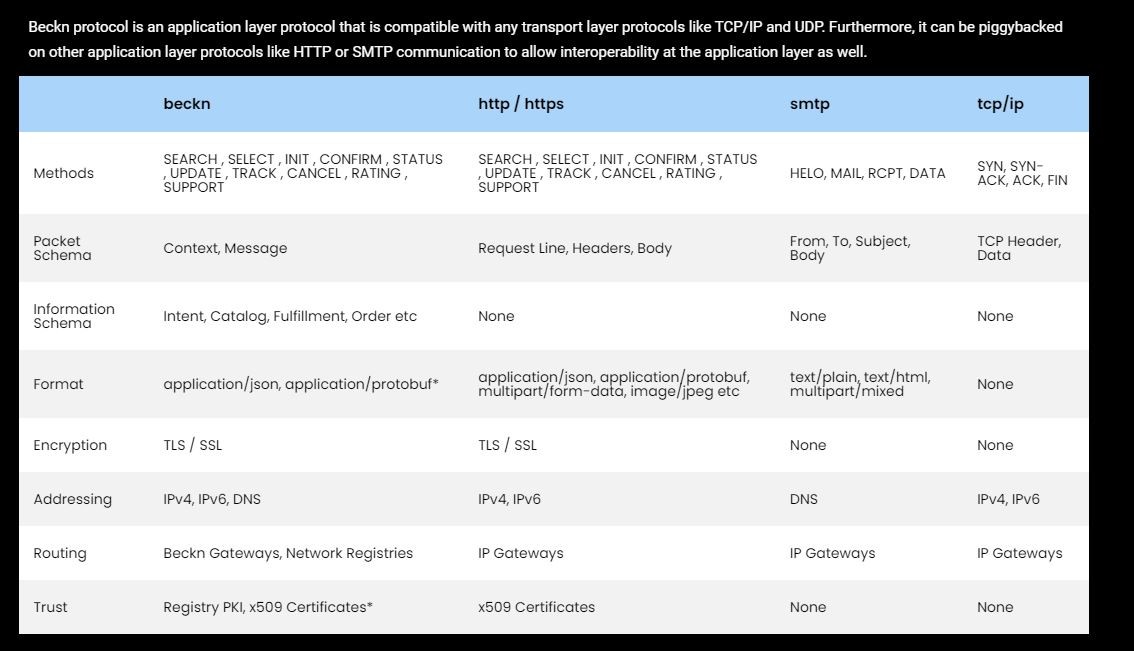 Beckn protocol is an application layer protocol that is compatible with any transport layer protocols like TCP/IP and UDP. Furthermore, it can be piggybacked
on other application layer protocols like HTTP or SMTP communication to allow interoperability at the application layer as well.
beckn http / https smtp tcp/ip
Methods
SEARCH , SELECT , INIT , CONFIRM , STATUS
, UPDATE , TRACK , CANCEL , RATING ,
SUPPORT
SEARCH , SELECT , INIT , CONFIRM , STATUS
, UPDATE , TRACK , CANCEL , RATING ,
SUPPORT
HELO, MAIL, RCPT, DATA
SYN, SYN-
ACK, ACK, FIN
Packet
Schema
Context, Message
Request Line, Headers, Body
From, To, Subject,
Body
TCP Header,
Data
Information
Schema
Intent, Catalog, Fulfillment, Order etc
None
None
None
Format
application/json, application/protobuf*
application/json, application/protobuf,
multipart/form-data, image/jpeg etc
text/plain, text/html,
multipart/mixed
None
Encryption
TLS / SSL
TLS / SSL
None
None
Addressing
IPv4, IPv6, DNS
IPv4, IPv6
DNS
IPv4, IPv6
Routing
Beckn Gateways, Network Registries
IP Gateways
IP Gateways
IP Gateways
Trust
Registry PKI, x509 Certificates*
x509 Certificates
None
None